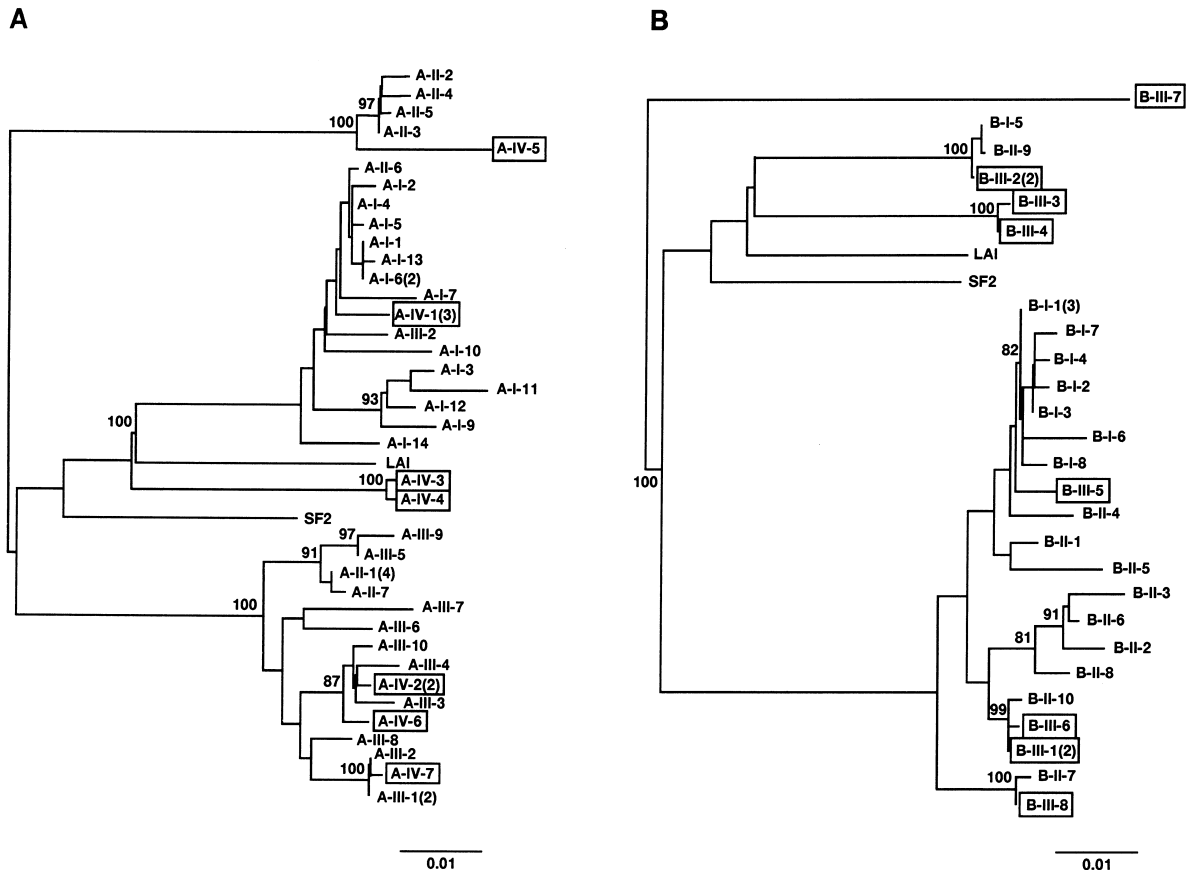 A
A-II-2
A-II-4
97
A-II-5
100
A-II-3
A-IV-5
A-II-6
A-I-2
A-I-4
A-I-5
A-I-1
A-I-13
A-I-6(2)
A-I-7
A-IV-1(3)
A-III-2
A-I-10
A-I-3
A-I-11
93
A-I-12
A-I-9
100
A-I-14
LAI
100
A-IV-3
A-IV-4
SF2
97
A-III-9
91
A-III-5
A-II-1(4)
A-II-7
100
A-III-7
A-III-6
A-III-10
A-III-4
87
A-IV-2(2)
A-III-3
A-IV-6
A-III-8
A-III-2
100
A-IV-7
A-III-1(2)
0.01
B
B-III-7
B-I-5
100
B-II-9
B-III-2(2)
B-III-3
100
B-III-4
LAI
SF2
B-I-1(3)
B-I-7
82
B-I-4
B-I-2
B-I-3
B-I-6
B-I-8
100
B-III-5
B-II-4
B-II-1
B-II-5
B-II-3
91
B-II-6
81
B-II-2
B-II-8
B-II-10
99
B-III-6
B-III-1(2)
100
B-II-7
B-III-8
0.01